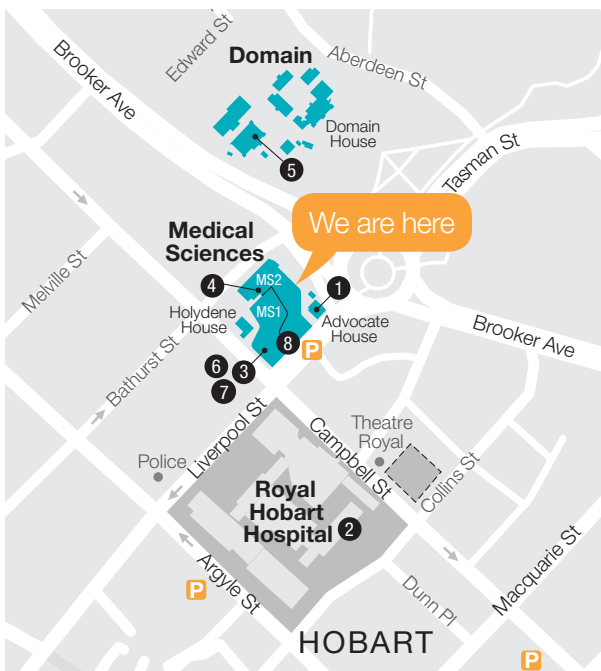 Edward St
Domain
Aberdeen St
Brooker Ave
Domain
House
Tasman St
5
We are here
Medical
Sciences
MS2
4
1
Melville St
Holydene
House
MS1
Advocate
House
Brooker Ave
8
P
Bathurst St
6
3
7
Liverpool St
Campbell St
Theatre
Royal
Collins St
Police
Royal
Hobart
Hospital
2
Macquarie St
Argyle St
P
Dunn Pl
HOBART
P